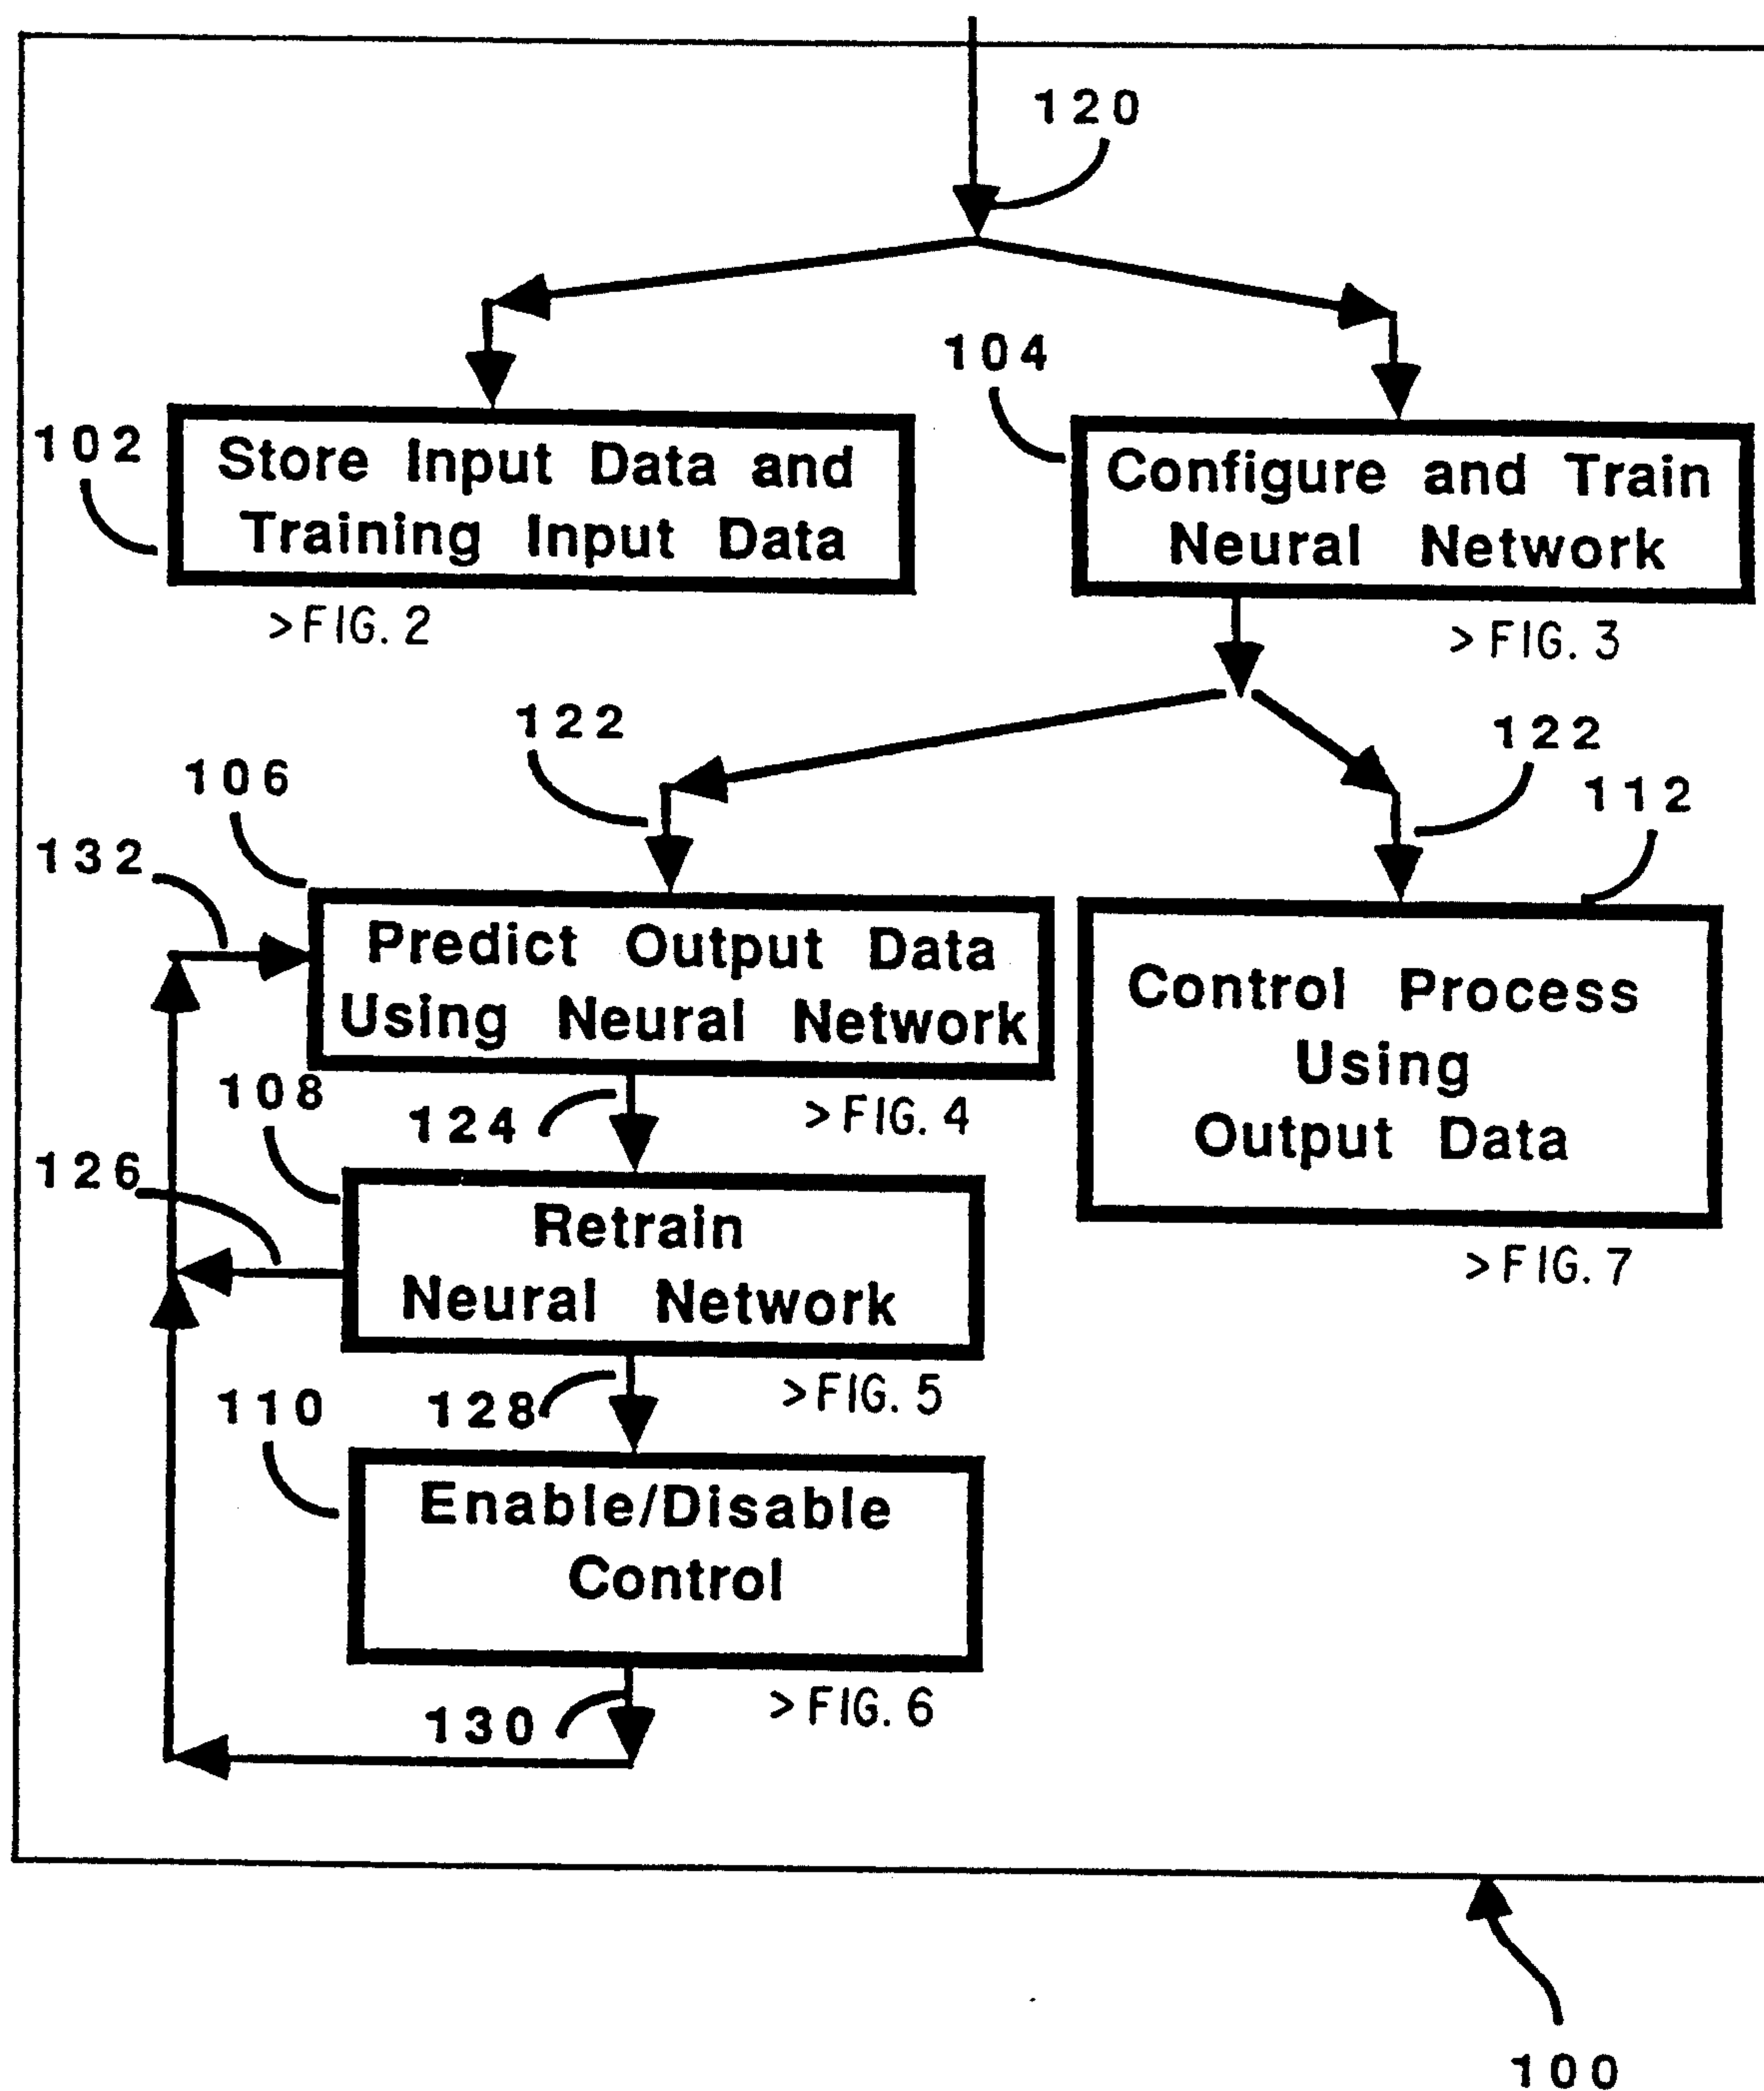 120
104
102
Store Input Data and
Training Input Data
Configure and Train
Neural Network
>FIG. 2
>FIG. 3
122
122
106
112
132
Predict Output Data
Using Neural Network
Control Process
Using
Output Data
108
124
>FIG. 4
126
Retrain
Neural Network
>FIG. 7
110
128
>FIG. 5
Enable/Disable
Control
130
>FIG. 6
100